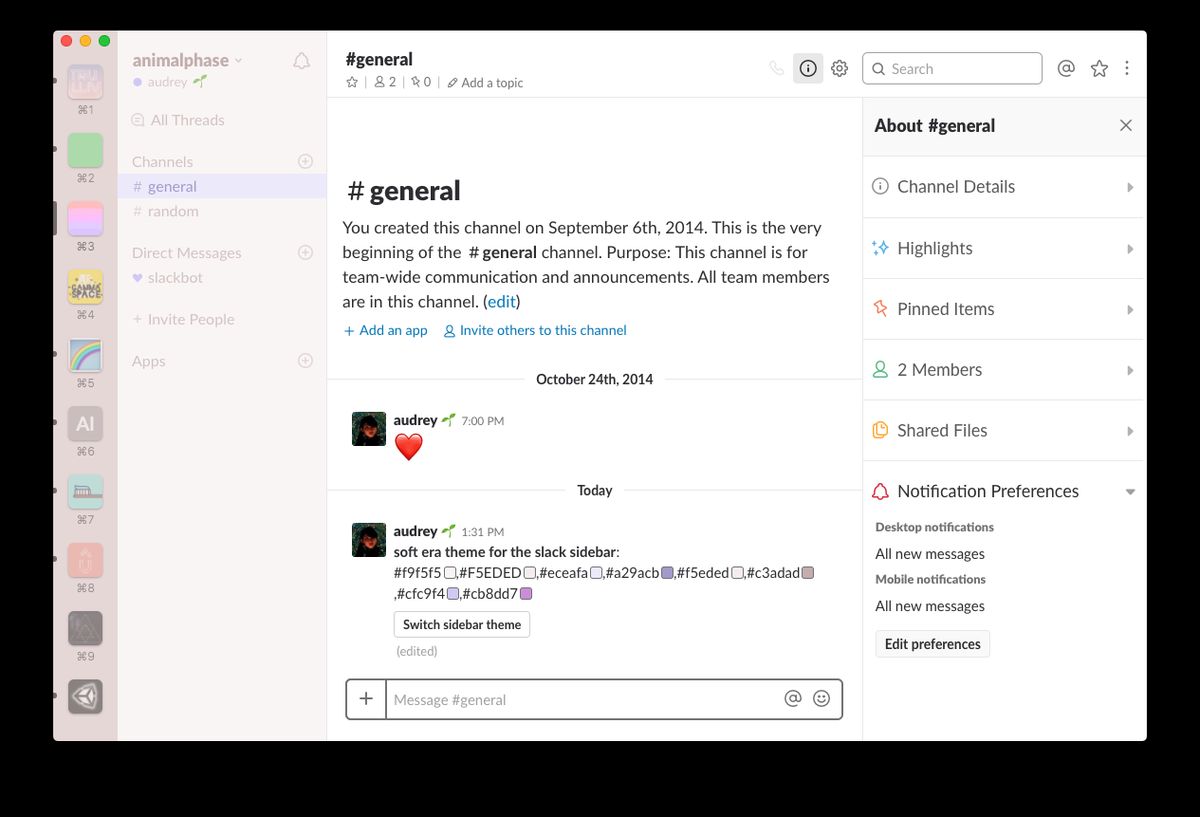 ⌘1
⌘2
⌘3
GAMMA
SPACE
⌘4
⌘5
AI
⌘6
⌘7
⌘8
⌘9
animalphase
audrey
All Threads
Channels
# general
# random
Direct Messages
slackbot
+ Invite People
Apps
#general
2 | 0 | Add a topic
Search
# general
You created this channel on September 6th, 2014. This is the very
beginning of the # general channel. Purpose: This channel is for
team-wide communication and announcements. All team members
are in this channel. (edit)
+ Add an app Invite others to this channel
October 24th, 2014
audrey 7:00 PM
Today
audrey 1:31 PM
soft era theme for the slack sidebar:
#f9f5f5,#F5EDED,#eceafa,#a29acb,#f5eded,#c3adad
,#cfc9f4,#cb8dd7
Switch sidebar theme
(edited)
+ Message #general @
About #general
Channel Details
Highlights
Pinned Items
2 Members
Shared Files
Notification Preferences
Desktop notifications
All new messages
Mobile notifications
All new messages
Edit preferences